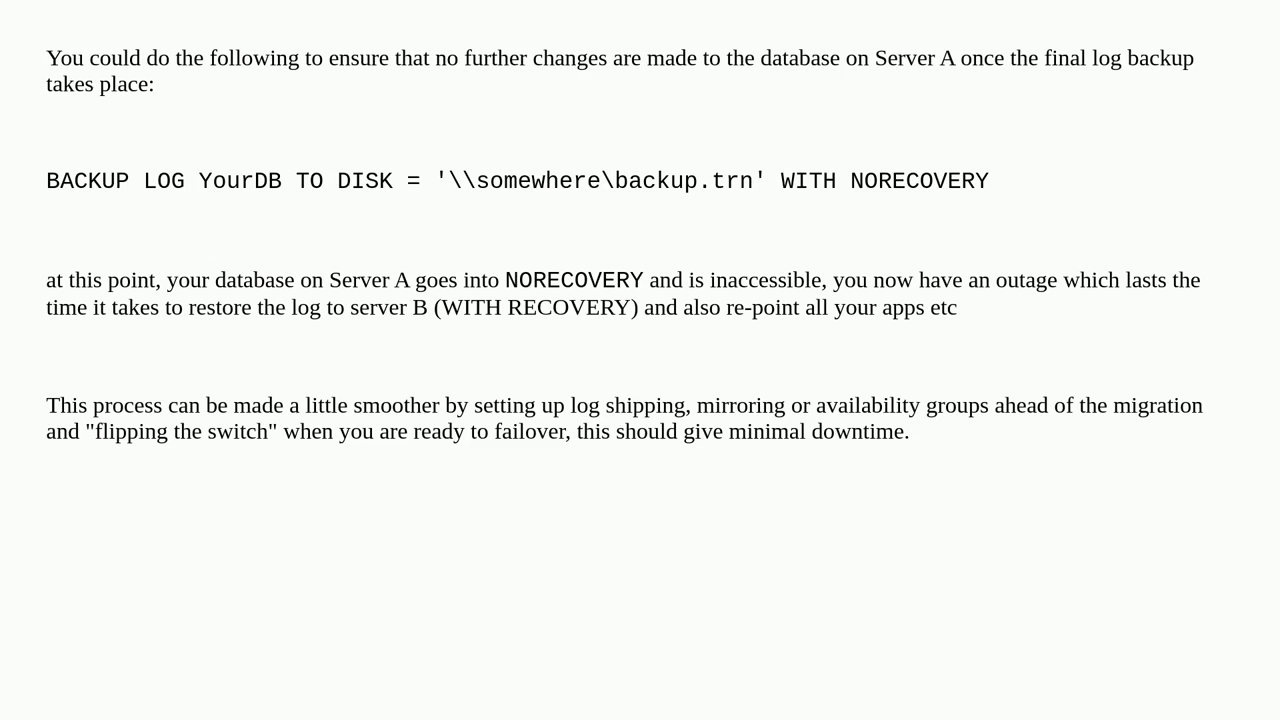 You could do the following to ensure that no further changes are made to the database on Server A once the final log backup
takes place:
BACKUP LOG YourDB TO DISK = '\\somewhere\backup.trn' WITH NORECOVERY
at this point, your database on Server A goes into NORECOVERY and is inaccessible, you now have an outage which lasts the
time it takes to restore the log to server B (WITH RECOVERY) and also re-point all your apps etc
This process can be made a little smoother by setting up log shipping, mirroring or availability groups ahead of the migration
and "flipping the switch" when you are ready to failover, this should give minimal downtime.